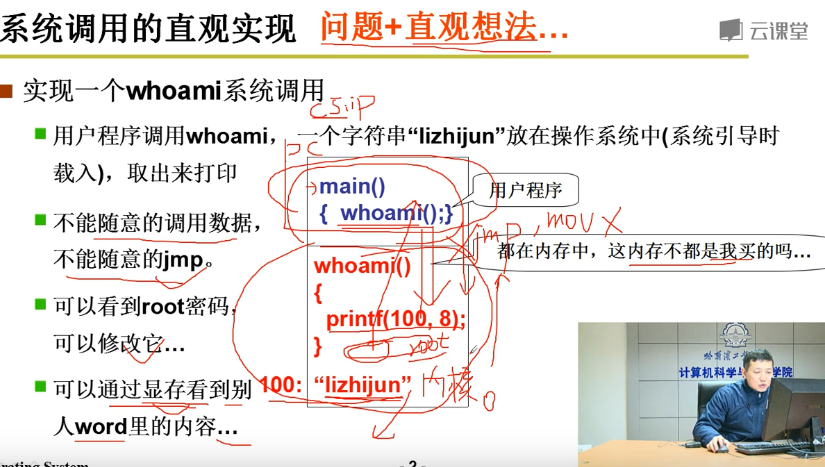 系统调用的直观实现 问题+直观想法…
云课堂
实现一个whoami系统调用
CS:iP
用户程序调用whoami，一个字符串“lizhijun”放在操作系统中(系统引导时
载入)，取出来打印
PC
main()
{ whoami();}
用户程序
不能随意的调用数据，
不能随意的jmp。
jmp, mov X
都在内存中，这内存不都是我买的吗…
whoami()
{
printf(100, 8);
}
root
可以看到root密码，
可以修改它…
可以通过显存看到别
人word里的内容…
100: “lizhijun”
内核
0
计算机科学与
学院
rating System
- 2 -